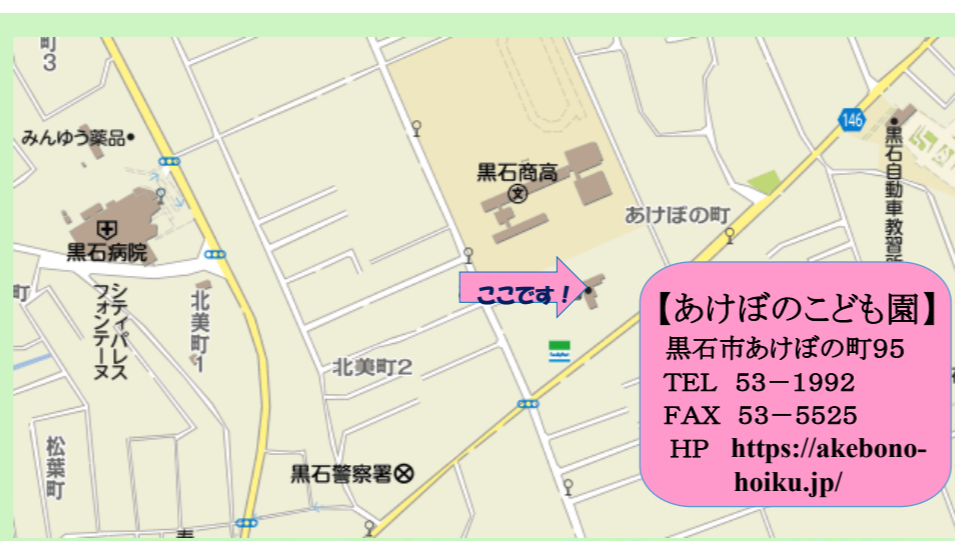 町
3
みんゆう薬品
黒石病院
町
シティパレス
フォンテーヌ
北美町1
松葉町
黒石商高
文
あけぼの町
146
黒石自動車教習所
ここです!
北美町2
FamilyMart
黒石警察署
【あけぼのこども園】
黒石市あけぼの町95
TEL 53－1992
FAX 53－5525
HP https://akebono-
hoiku.jp/